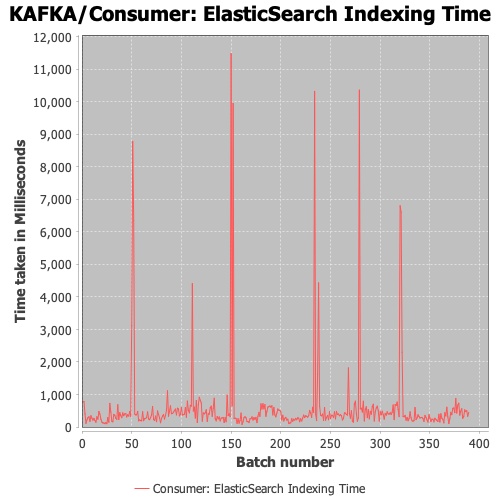 KAFKA/Consumer: ElasticSearch Indexing Time
12,000
11,000
10,000
9,000
8,000
7,000
6,000
5,000
4,000
3,000
2,000
1,000
0
Time taken in Milliseconds
0 50 100 150 200 250 300 350 400
Batch number
Consumer: ElasticSearch Indexing Time